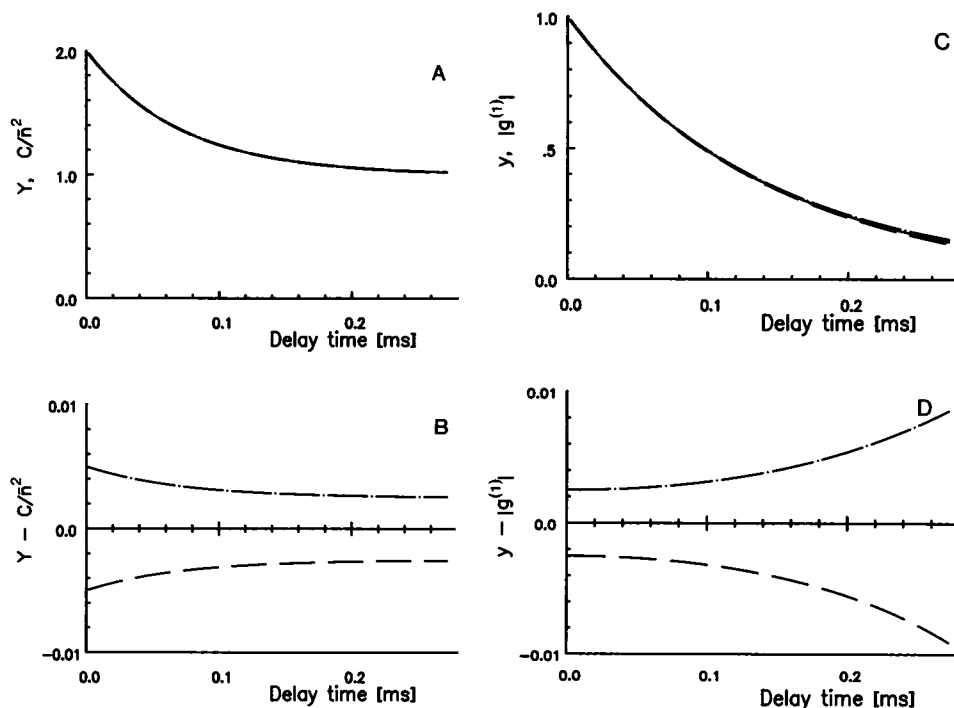 A
Y, C/n̄²
2.0
1.0
0.0
0.0 0.1 0.2
Delay time [ms]
C
y, |g⁽¹⁾|
1.0
.5
0.0
0.0 0.1 0.2
Delay time [ms]
B
Y − C/n̄²
0.01
0.0
−0.01
0.0 0.1 0.2
Delay time [ms]
D
y − |g⁽¹⁾|
0.01
0.0
−0.01
0.0 0.1 0.2
Delay time [ms]